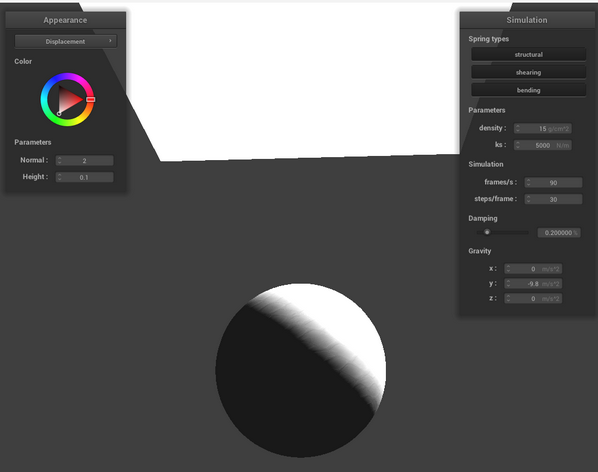 Appearance
Displacement
Color
Parameters
Normal : 2
Height : 0.1
Simulation
Spring types
structural
shearing
bending
Parameters
density : 15 g/cm^2
ks : 5000 N/m
Simulation
frames/s : 90
steps/frame : 30
Damping
0.200000 %
Gravity
x : 0 m/s^2
y : -9.8 m/s^2
z : 0 m/s^2